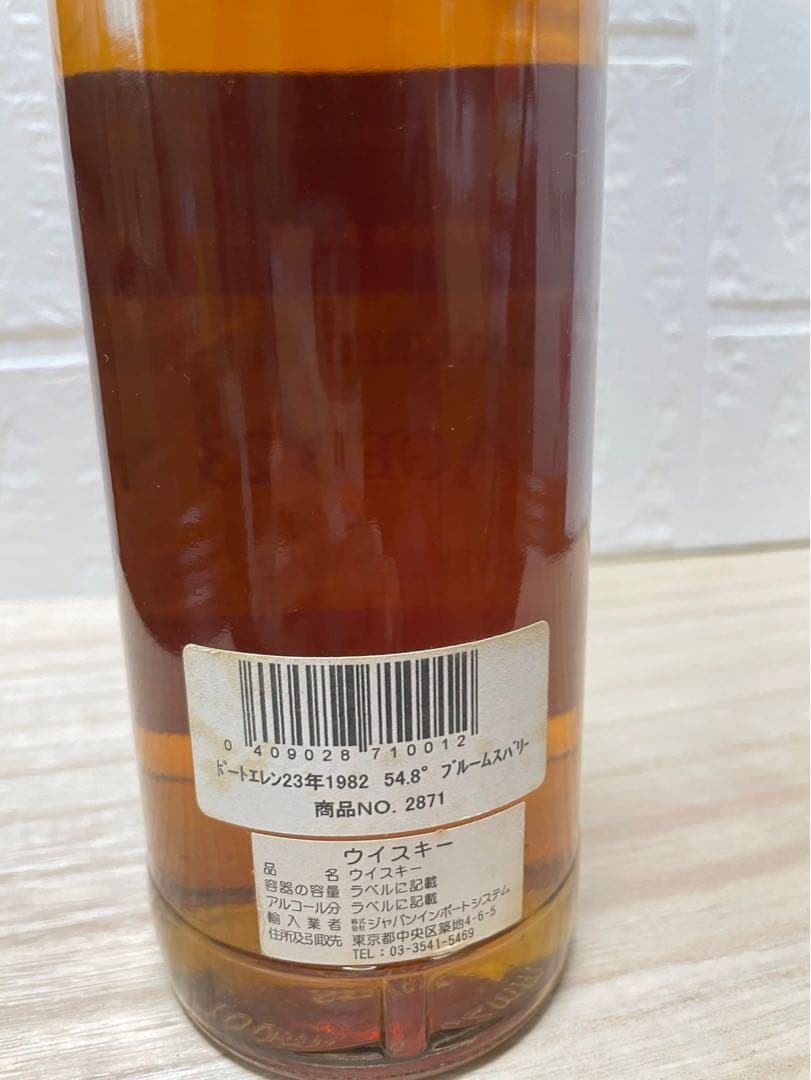 0 409028 710012
ﾎﾟｰﾄｴﾚﾝ23年1982 54.8° ﾌﾞﾙｰﾑｽﾊﾞﾘｰ
商品NO. 2871
ウイスキー
品 名 ウイスキー
容器の容量 ラベルに記載
アルコール分 ラベルに記載
輸入業者 株式会社 ジャパンインポートシステム
住所及引取先 東京都中央区築地4-6-5
TEL : 03-3541-5469